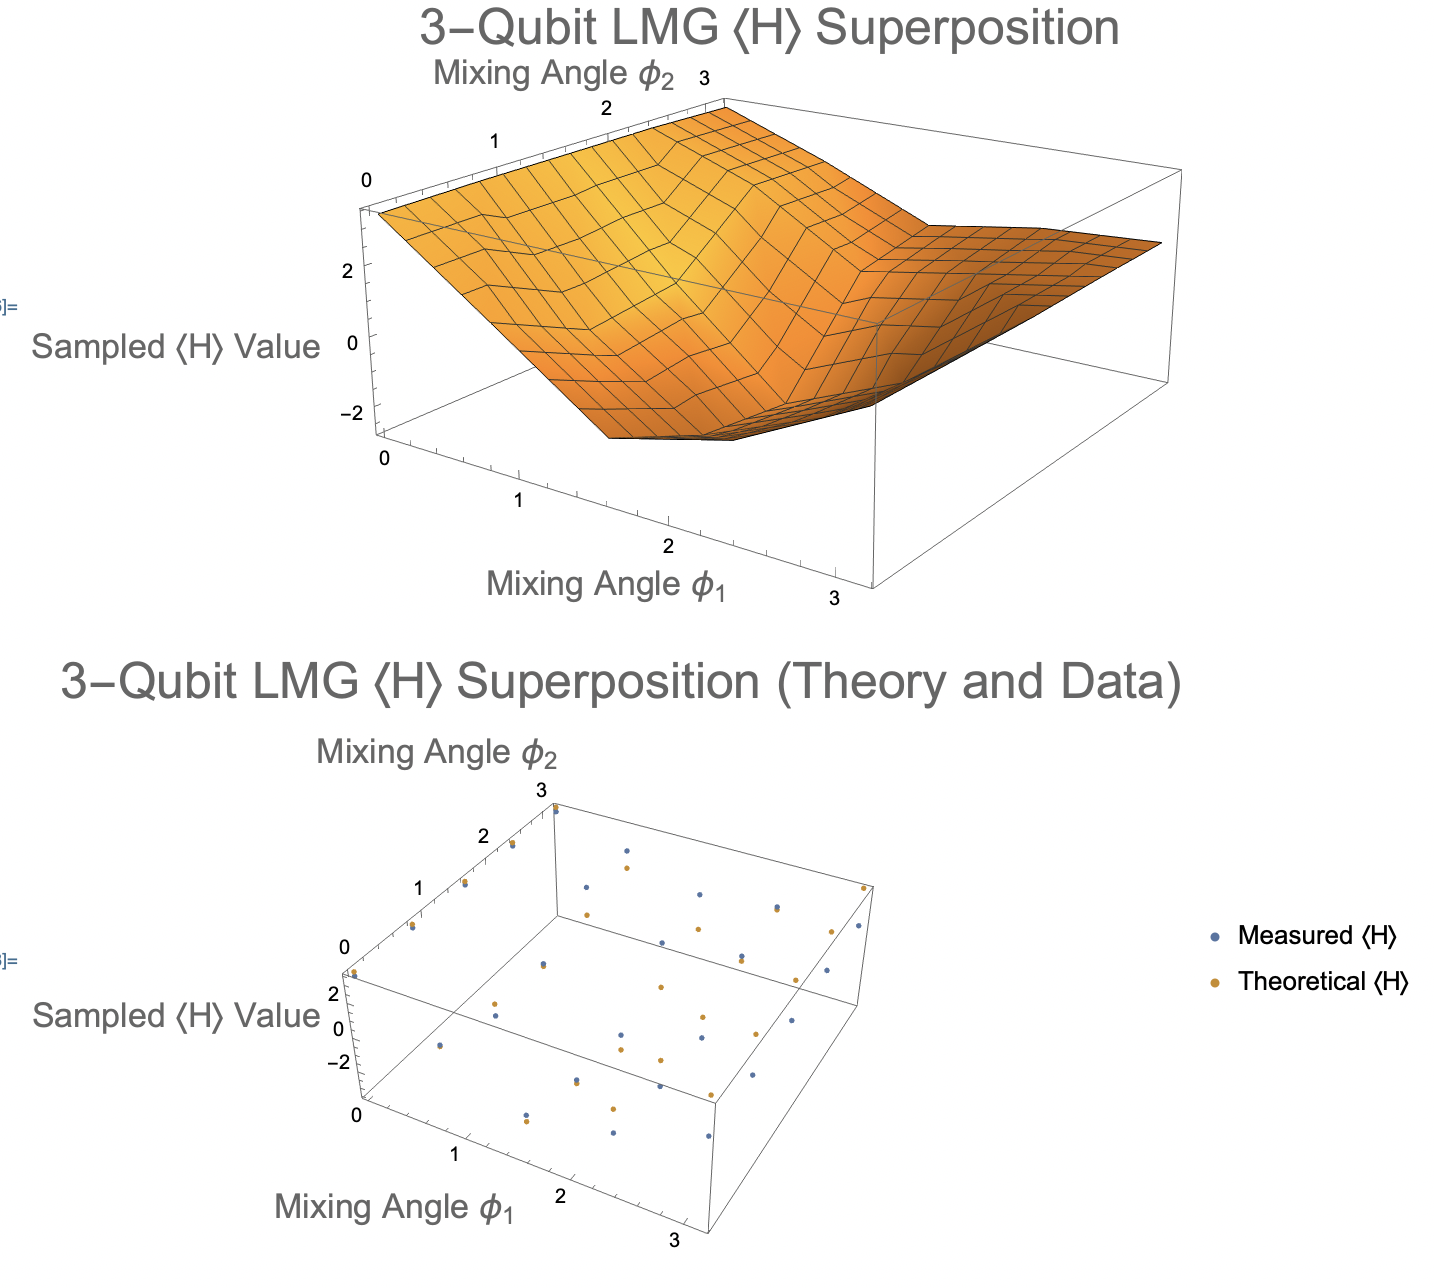 3−Qubit LMG ⟨H⟩ Superposition
Mixing Angle ϕ2
3
2
1
0
2
0
−2
]=
Sampled ⟨H⟩ Value
0
1
2
3
Mixing Angle ϕ1
3−Qubit LMG ⟨H⟩ Superposition (Theory and Data)
Mixing Angle ϕ2
3
2
1
0
2
0
−2
]=
Sampled ⟨H⟩ Value
0
1
2
3
Mixing Angle ϕ1
Measured ⟨H⟩
Theoretical ⟨H⟩